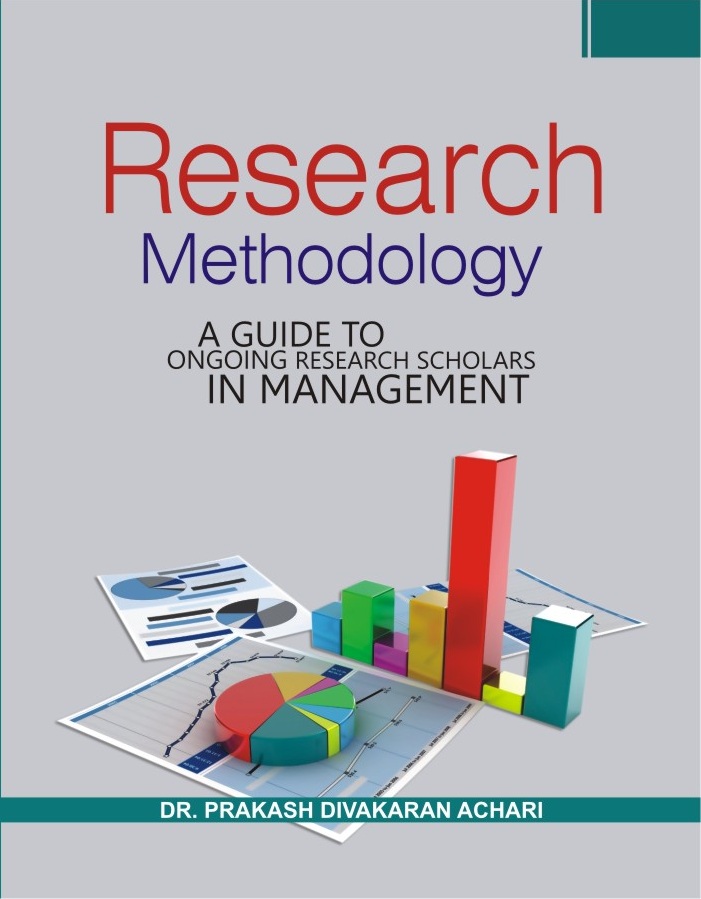 Research
Methodology
A GUIDE TO
ONGOING RESEARCH SCHOLARS
IN MANAGEMENT
DR. PRAKASH DIVAKARAN ACHARI